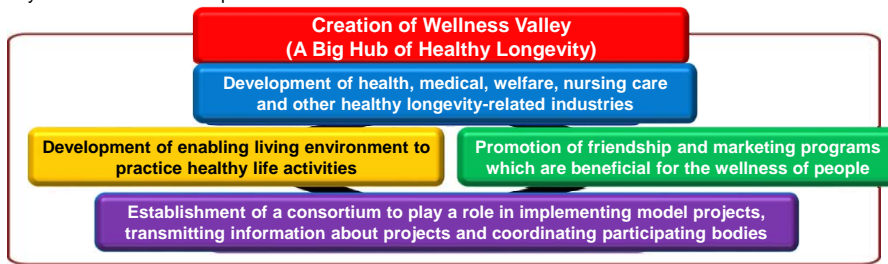 Creation of Wellness Valley
(A Big Hub of Healthy Longevity)
Development of health, medical, welfare, nursing care
and other healthy longevity-related industries
Development of enabling living environment to
practice healthy life activities
Promotion of friendship and marketing programs
which are beneficial for the wellness of people
Establishment of a consortium to play a role in implementing model projects,
transmitting information about projects and coordinating participating bodies